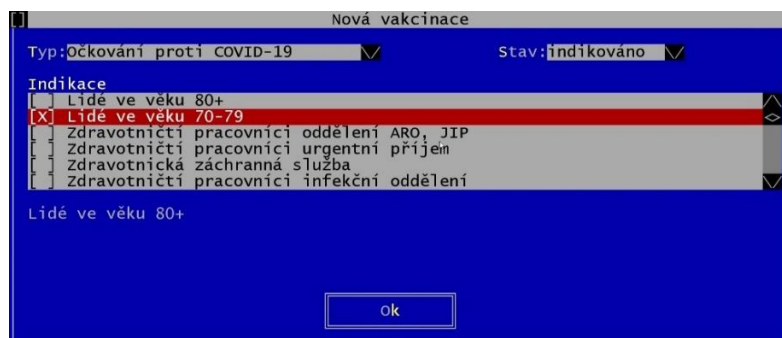 [ ] Nová vakcinace
Typ:Očkování proti COVID-19 Stav:indikováno
Indikace
[ ] Lidé ve věku 80+
[X] Lidé ve věku 70-79
[ ] Zdravotničtí pracovníci oddělení ARO, JIP
[ ] Zdravotničtí pracovníci urgentní příjem
[ ] Zdravotnická záchranná služba
[ ] Zdravotničtí pracovníci infekční oddělení
Lidé ve věku 80+
Ok